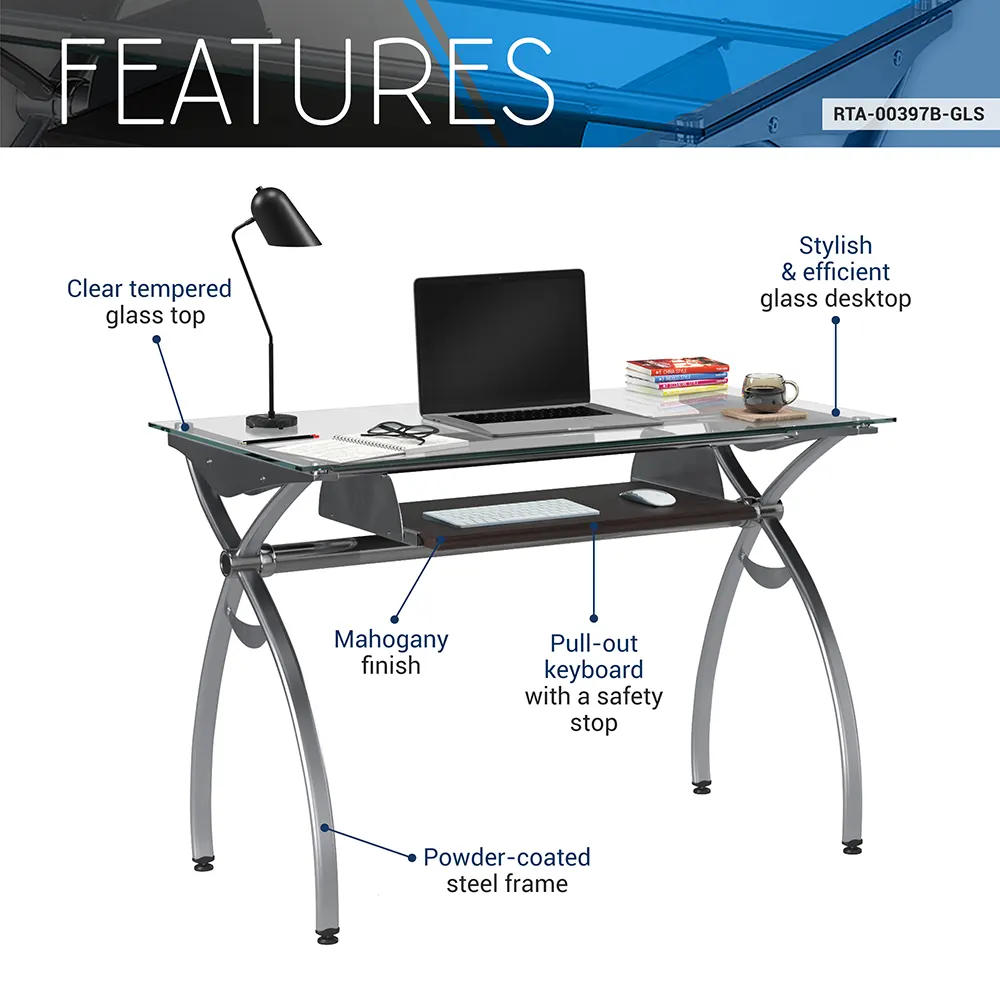 FEATURES
RTA-00397B-GLS
Clear tempered
glass top
Stylish
& efficient
glass desktop
Mahogany
finish
Pull-out
keyboard
with a safety
stop
Powder-coated
steel frame